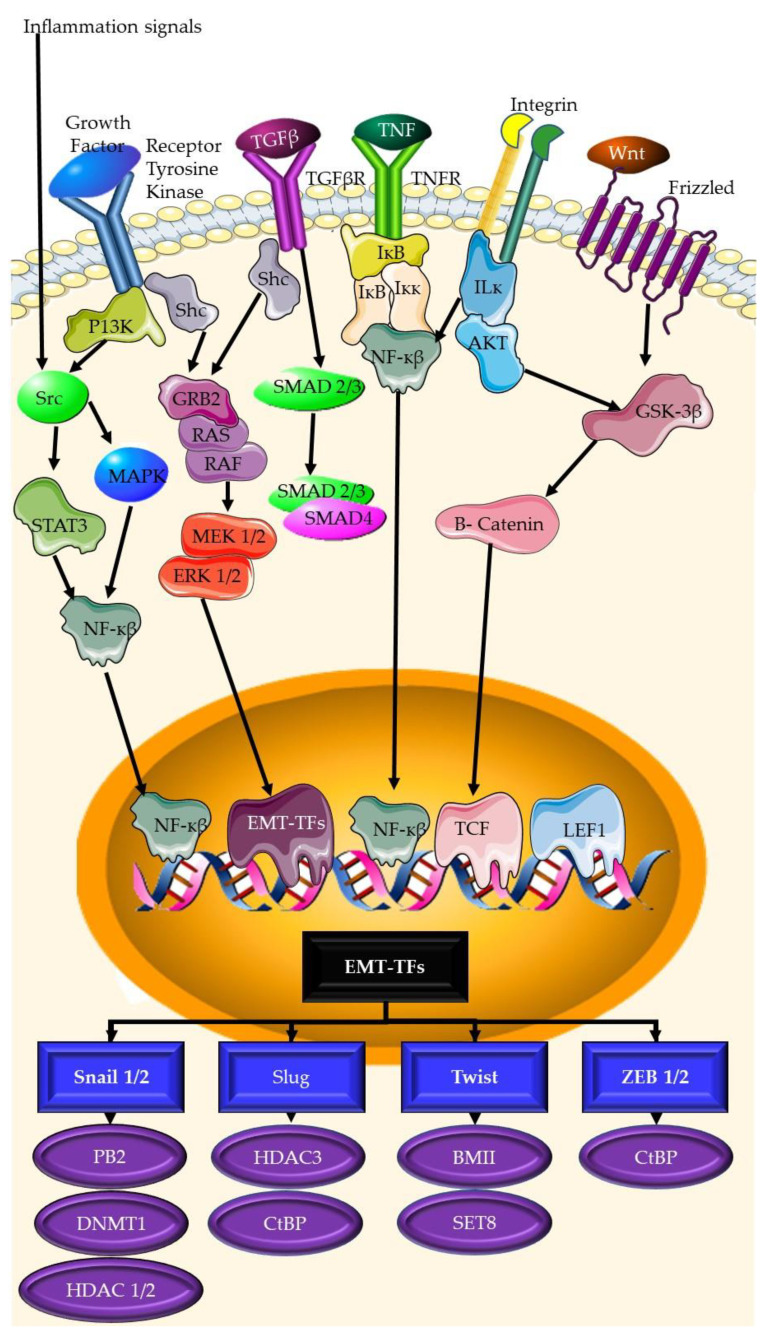 Inflammation signals
Growth
Factor
Receptor
Tyrosine
Kinase
TGFβ
TGFβR
TNF
TNFR
Integrin
Wnt
Frizzled
P13K
Shc
Shc
IκB
IκB
Iκκ
ILκ
AKT
NF-κβ
Src
GRB2
RAS
RAF
SMAD 2/3
GSK-3β
MAPK
STAT3
SMAD 2/3
SMAD4
MEK 1/2
ERK 1/2
B- Catenin
NF-κβ
NF-κβ
EMT-TFs
NF-κβ
TCF
LEF1
EMT-TFs
Snail 1/2
Slug
Twist
ZEB 1/2
PB2
HDAC3
BMII
CtBP
DNMT1
CtBP
SET8
HDAC 1/2